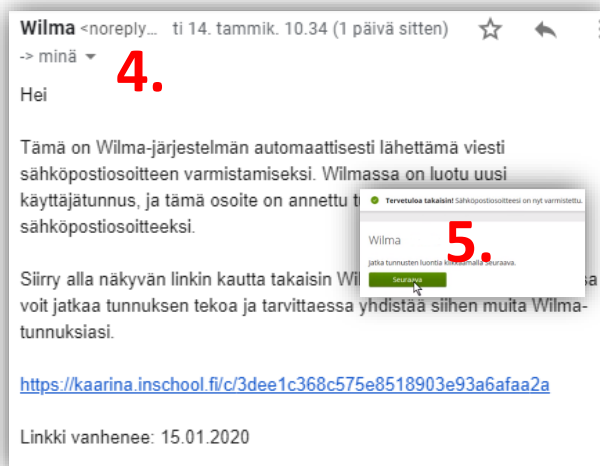 Wilma <noreply... ti 14. tammik. 10.34 (1 päivä sitten)
-> minä
4.
Hei
Tämä on Wilma-järjestelmän automaattisesti lähettämä viesti
sähköpostiosoitteen varmistamiseksi. Wilmassa on luotu uusi
käyttäjätunnus, ja tämä osoite on annettu
sähköpostiosoitteeksi.
Siirry alla näkyvän linkin kautta takaisin
voit jatkaa tunnuksen tekoa ja tarvittaessa yhdistää siihen muita Wilma-
tunnuksiasi.
https://kaarina.inschool.fi/c/3dee1c368c575e8518903e93a6afaa2a
Linkki vanhenee: 15.01.2020
Tervetuloa takaisin! Sähköpostiosoitteesi on nyt varmistettu.
Wilma
5.
Jatka tunnusten luontia klikkaamalla Seuraava.
Seuraava